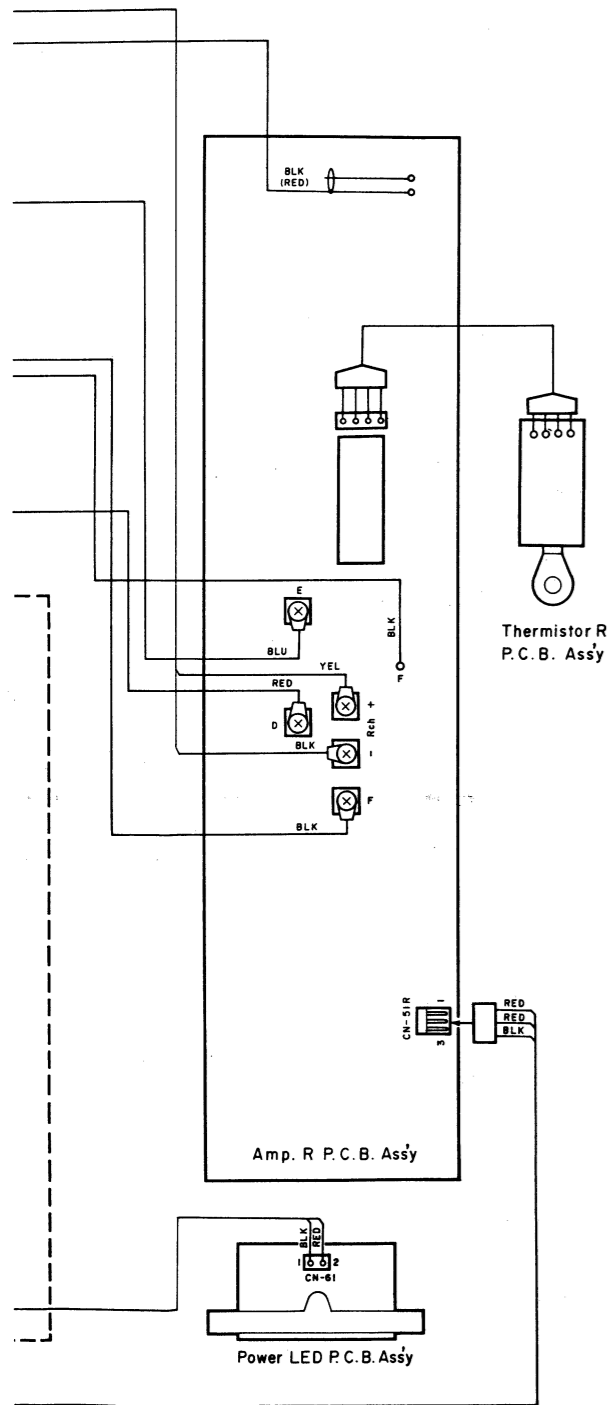 BLK
(RED)
E
BLU
BLK
F
YEL
RED
+
D
Rch
BLK
–
F
BLK
Thermistor R
P.C.B. Ass'y
CN-51R
1
3
RED
RED
BLK
Amp. R P.C.B. Ass'y
BLK
RED
1
2
CN-61
Power LED P.C.B. Ass'y